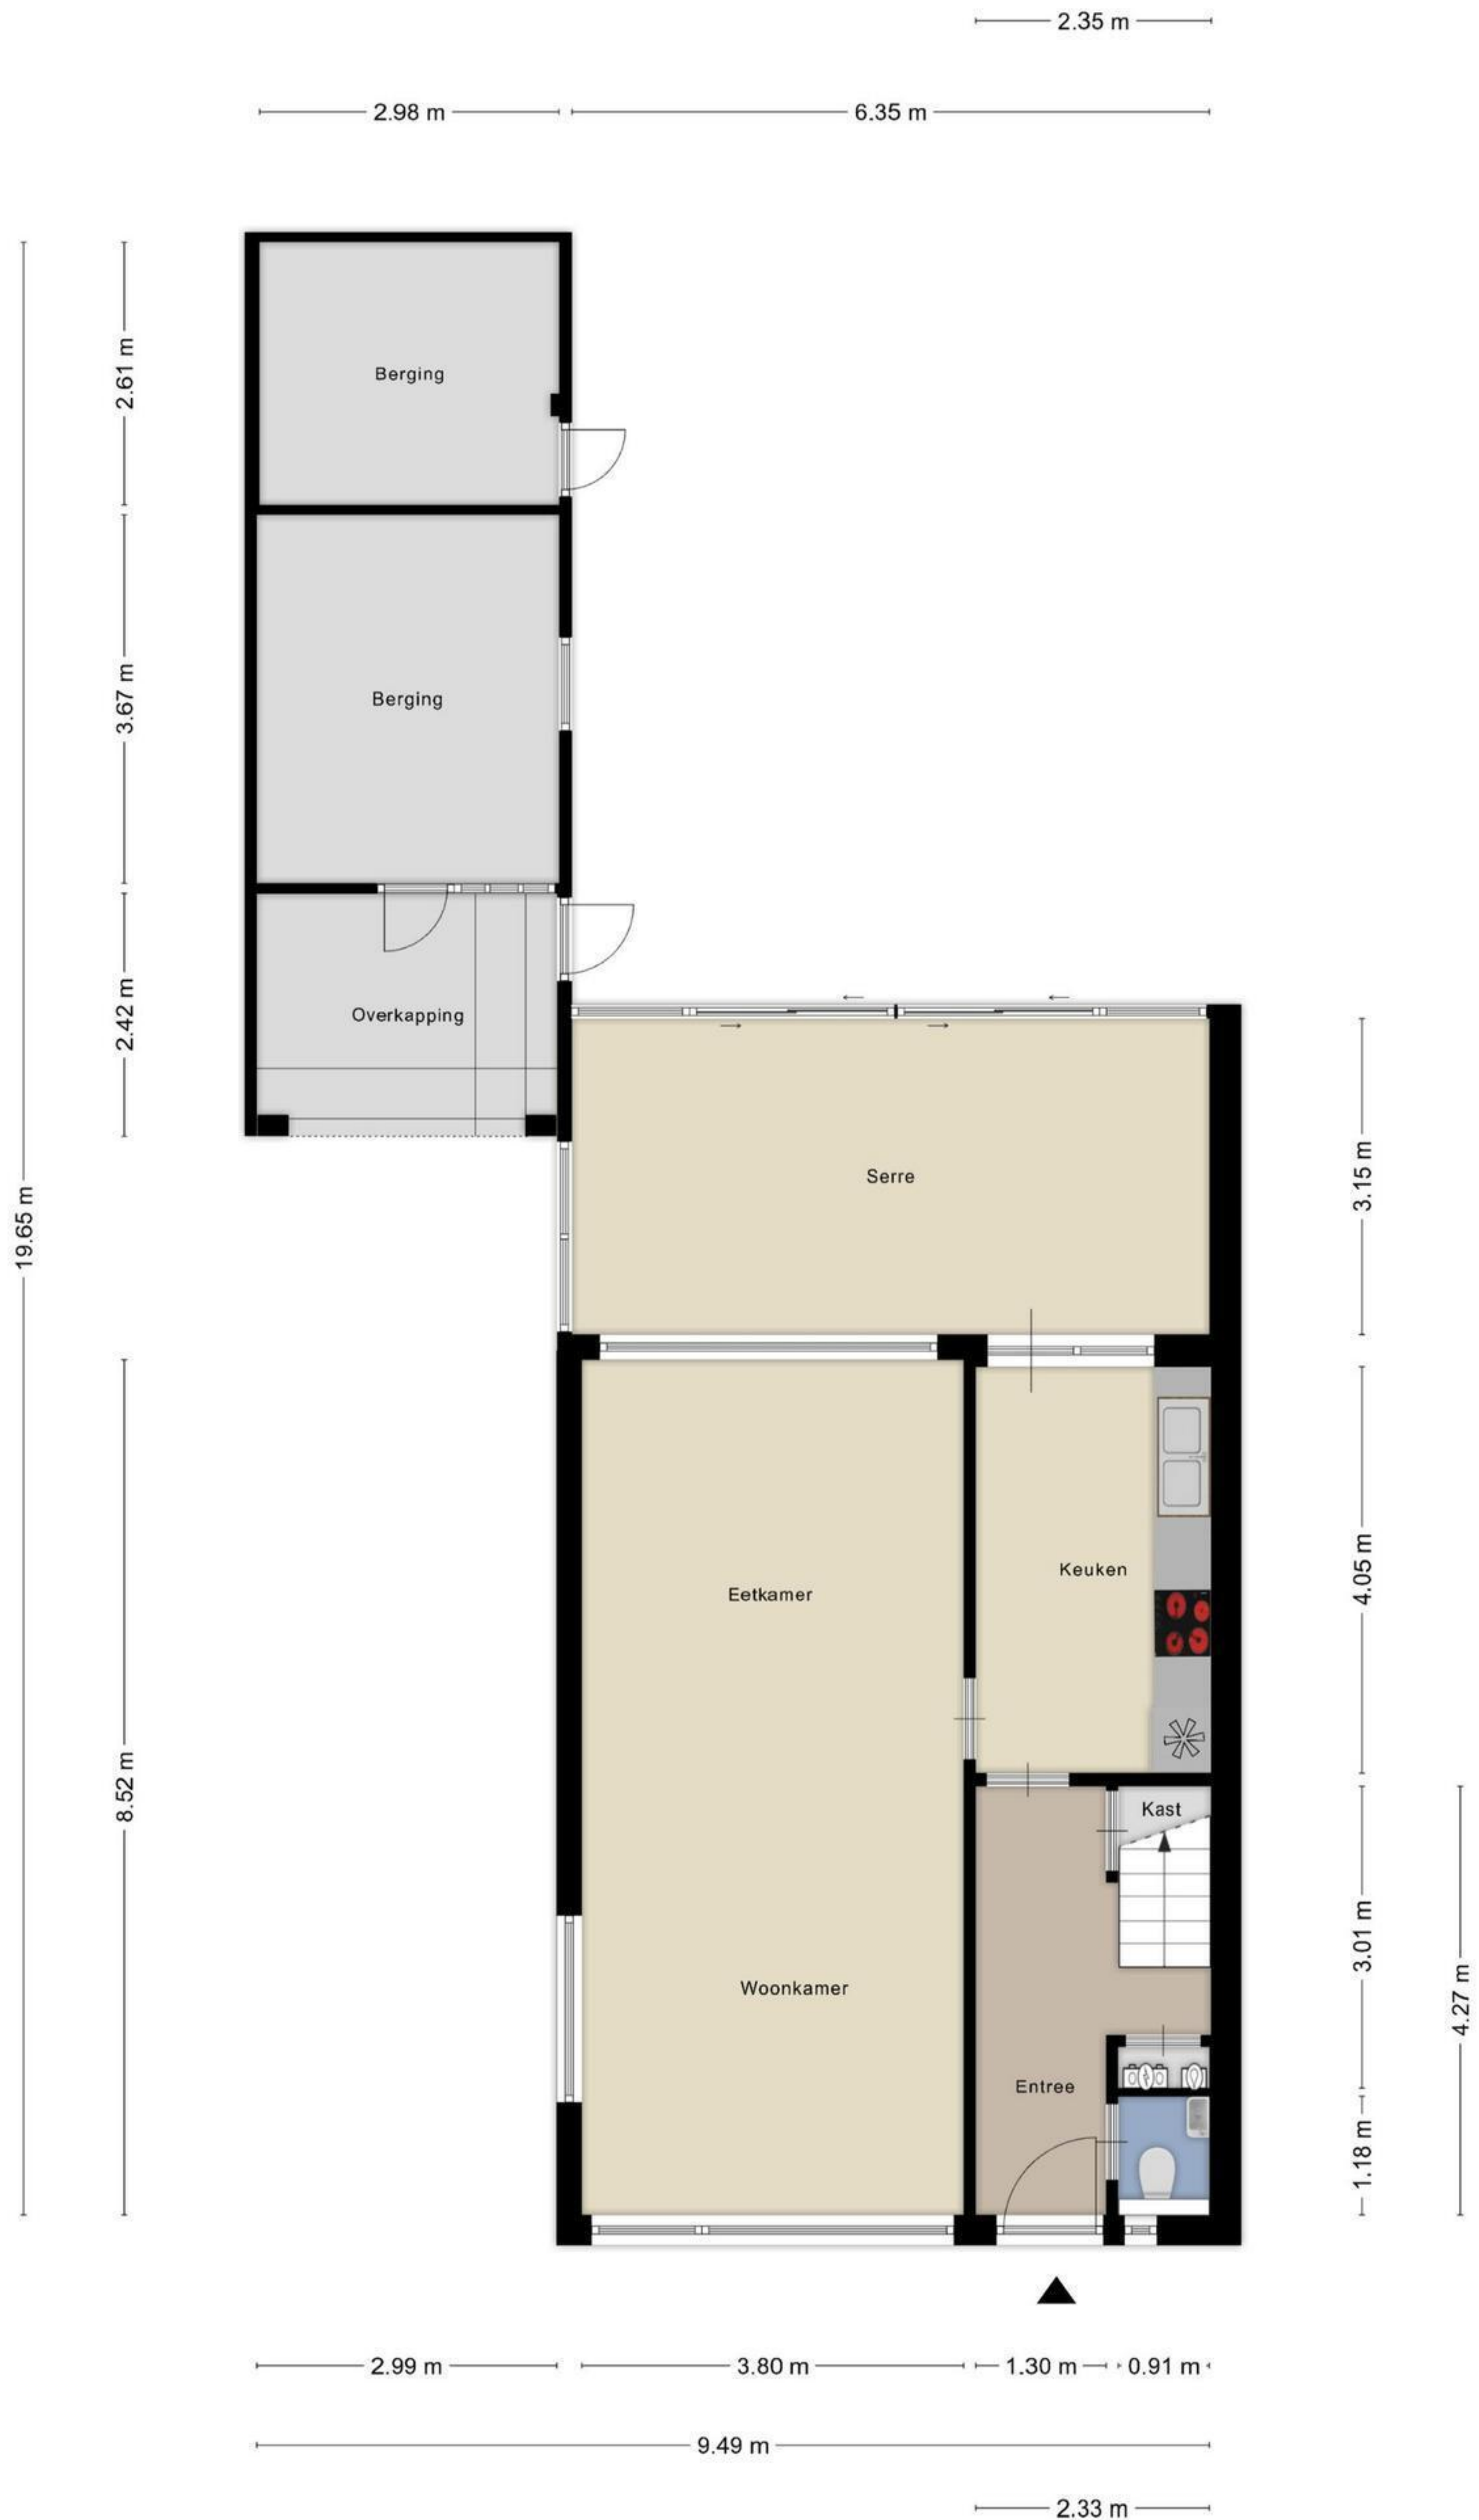 2.35 m
2.98 m
6.35 m
2.61 m
Berging
3.67 m
Berging
2.42 m
Overkapping
19.65 m
Serre
3.15 m
8.52 m
Eetkamer
Keuken
4.05 m
Kast
Woonkamer
3.01 m
4.27 m
Entree
1.18 m
2.99 m
3.80 m
1.30 m
0.91 m
9.49 m
2.33 m